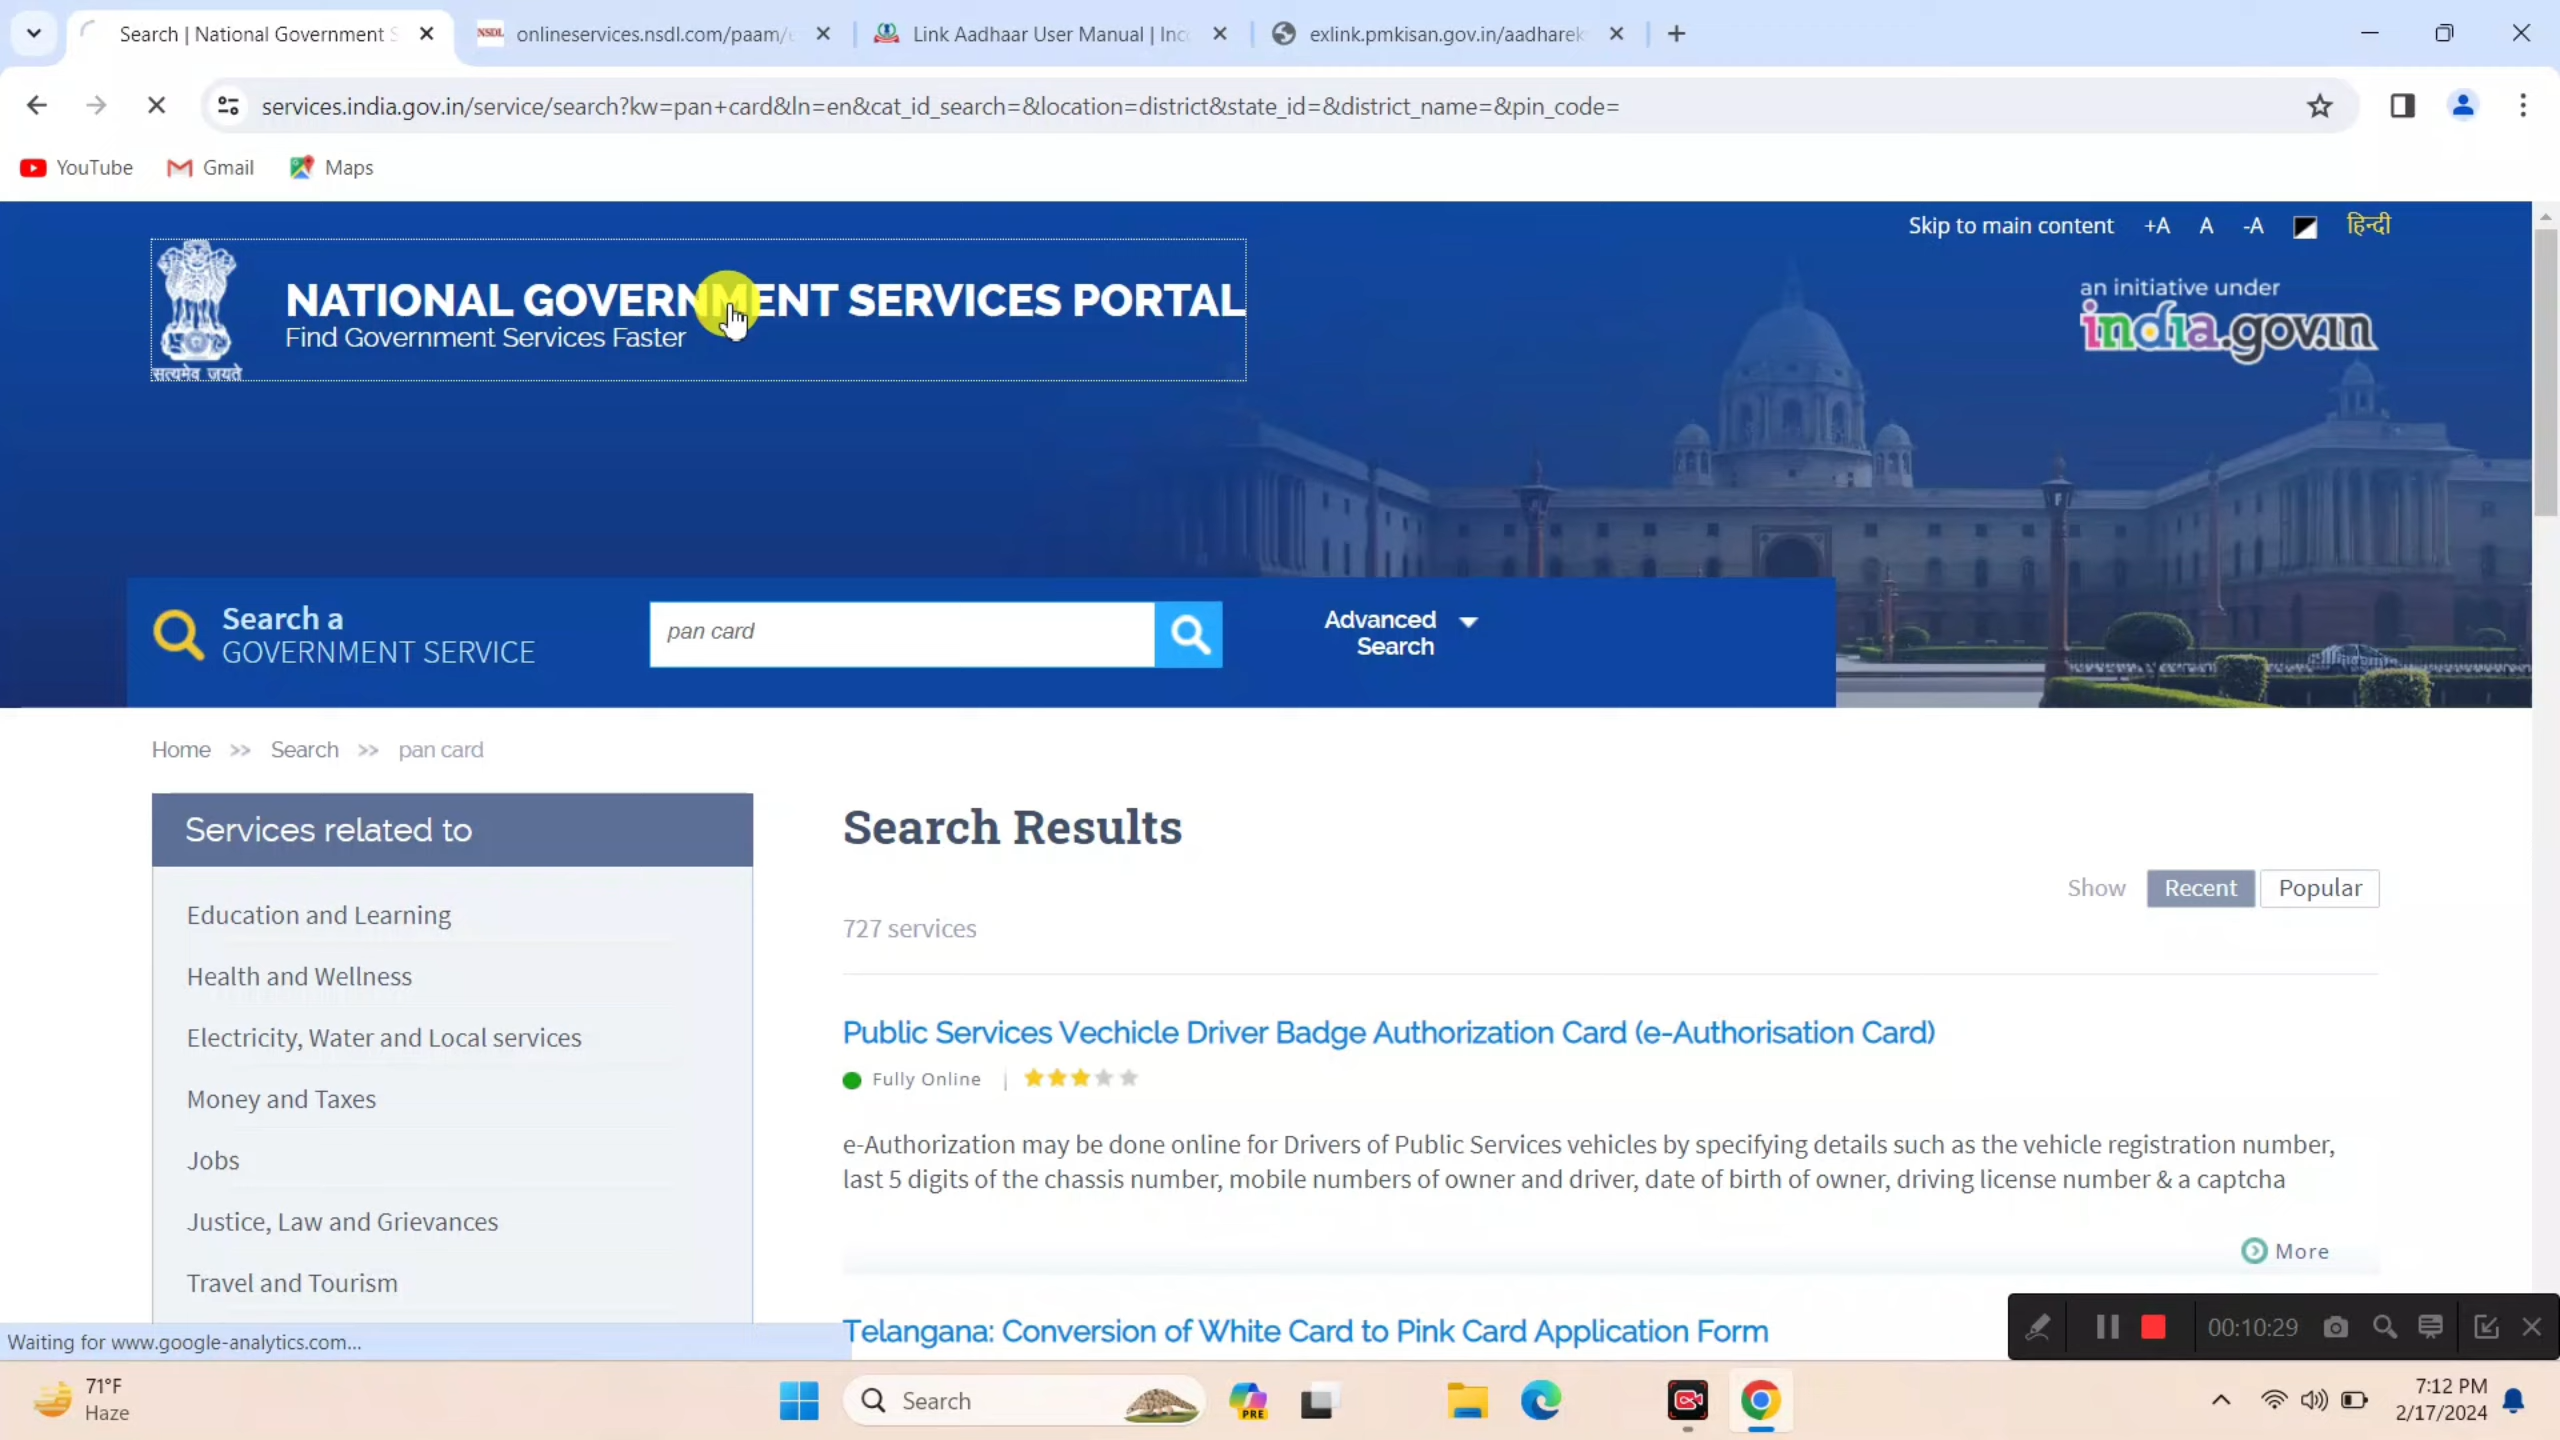 Search | National Government S
onlineservices.nsdl.com/paam/e
Link Aadhaar User Manual | Inc
exlink.pmkisan.gov.in/aadharek
services.india.gov.in/service/search?kw=pan+card&ln=en&cat_id_search=&location=district&state_id=&district_name=&pin_code=
YouTube
Gmail
Maps
Skip to main content +A A -A हिन्दी
NATIONAL GOVERNMENT SERVICES PORTAL
Find Government Services Faster
सत्यमेव जयते
an initiative under
india.gov.in
Search a
GOVERNMENT SERVICE
pan card
Advanced
Search
Home >> Search >> pan card
Services related to
Education and Learning
Health and Wellness
Electricity, Water and Local services
Money and Taxes
Jobs
Justice, Law and Grievances
Travel and Tourism
Search Results
Show Recent Popular
727 services
Public Services Vechicle Driver Badge Authorization Card (e-Authorisation Card)
Fully Online
e-Authorization may be done online for Drivers of Public Services vehicles by specifying details such as the vehicle registration number,
last 5 digits of the chassis number, mobile numbers of owner and driver, date of birth of owner, driving license number & a captcha
More
Telangana: Conversion of White Card to Pink Card Application Form
00:10:29
Waiting for www.google-analytics.com...
71°F
Haze
Search
PRE
7:12 PM
2/17/2024